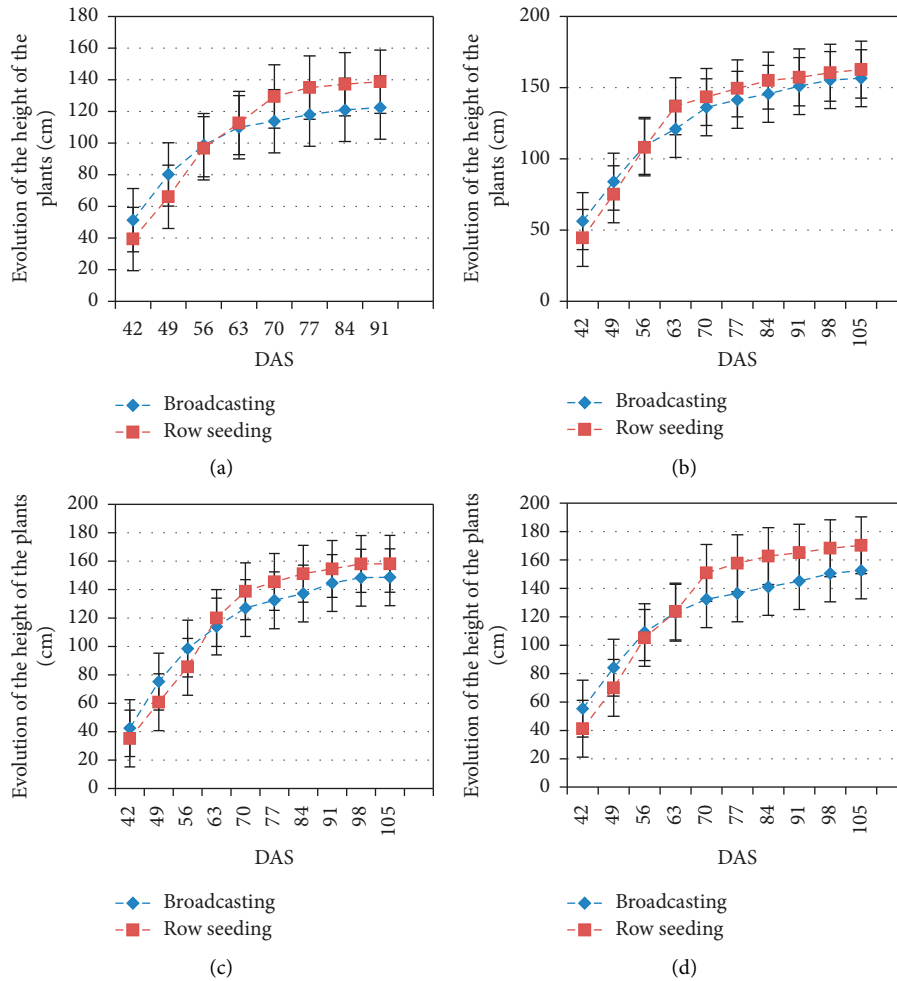 180
160
140
120
100
80
60
40
20
0
Evolution of the height of the
plants (cm)
42 49 56 63 70 77 84 91
DAS
Broadcasting
Row seeding
(a)
200
150
100
50
0
Evolution of the height of the
plants (cm)
42 49 56 63 70 77 84 91 98 105
DAS
Broadcasting
Row seeding
(b)
200
180
160
140
120
100
80
60
40
20
0
Evolution of the height of the plants
(cm)
42 49 56 63 70 77 84 91 98 105
DAS
Broadcasting
Row seeding
(c)
200
180
160
140
120
100
80
60
40
20
0
Evolution of the height of the plants
(cm)
42 49 56 63 70 77 84 91 98 105
DAS
Broadcasting
Row seeding
(d)